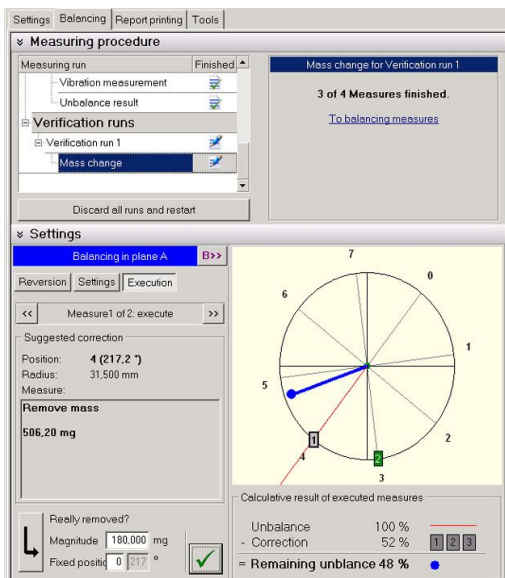 Settings Balancing Report printing Tools
Measuring procedure
Measuring run Finished
Vibration measurement
Unbalance result
Verification runs
Verification run 1
Mass change
Discard all runs and restart
Mass change for Verification run 1
3 of 4 Measures finished.
To balancing measures
Settings
Balancing in plane A B>>
Reversion Settings Execution
<< Measure1 of 2: execute >>
Suggested correction
Position: 4 (217,2 °)
Radius: 31,500 mm
Measure:
Remove mass
506,20 mg
Really removed?
Magnitude 180,000 mg
Fixed positic 0 217 °
7
0
6
1
5
2
1
4
2
3
Calculative result of executed measures
Unbalance 100 %
- Correction 52 % 1 2 3
= Remaining unblance 48 %